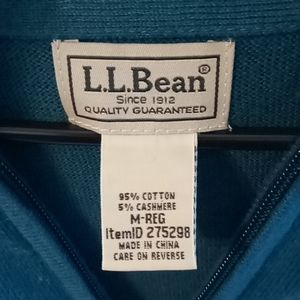 L.L.Bean®
Since 1912
QUALITY GUARANTEED
95% COTTON
5% CASHMERE
M-REG
ItemID 275298
MADE IN CHINA
CARE ON REVERSE